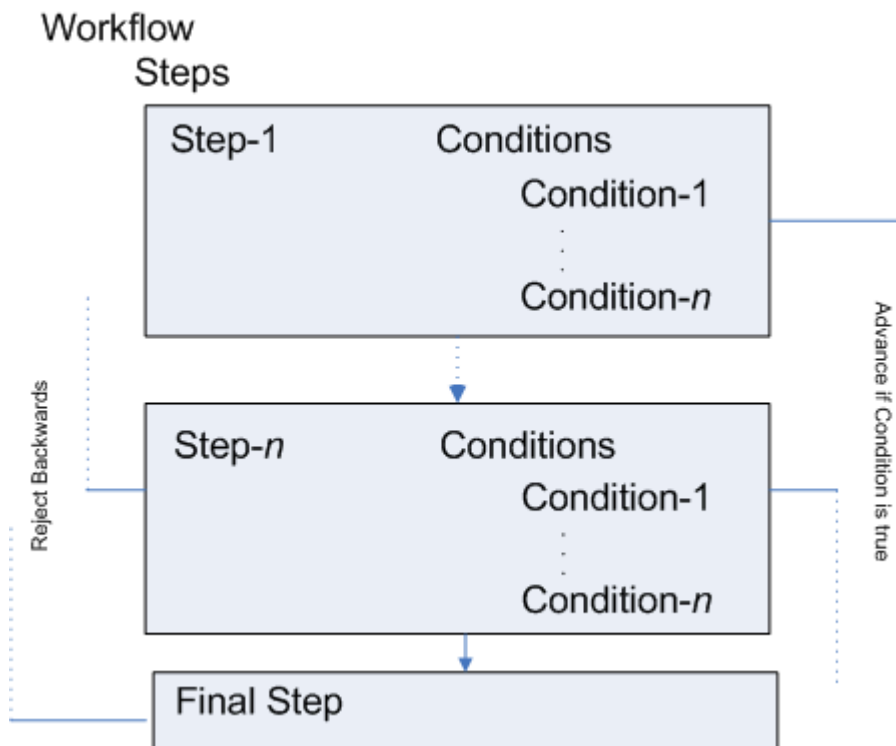 Workflow
Steps
Step-1 Conditions
Condition-1
Condition-n
Reject Backwards
Advance if Condition is true
Step-n Conditions
Condition-1
Condition-n
Final Step